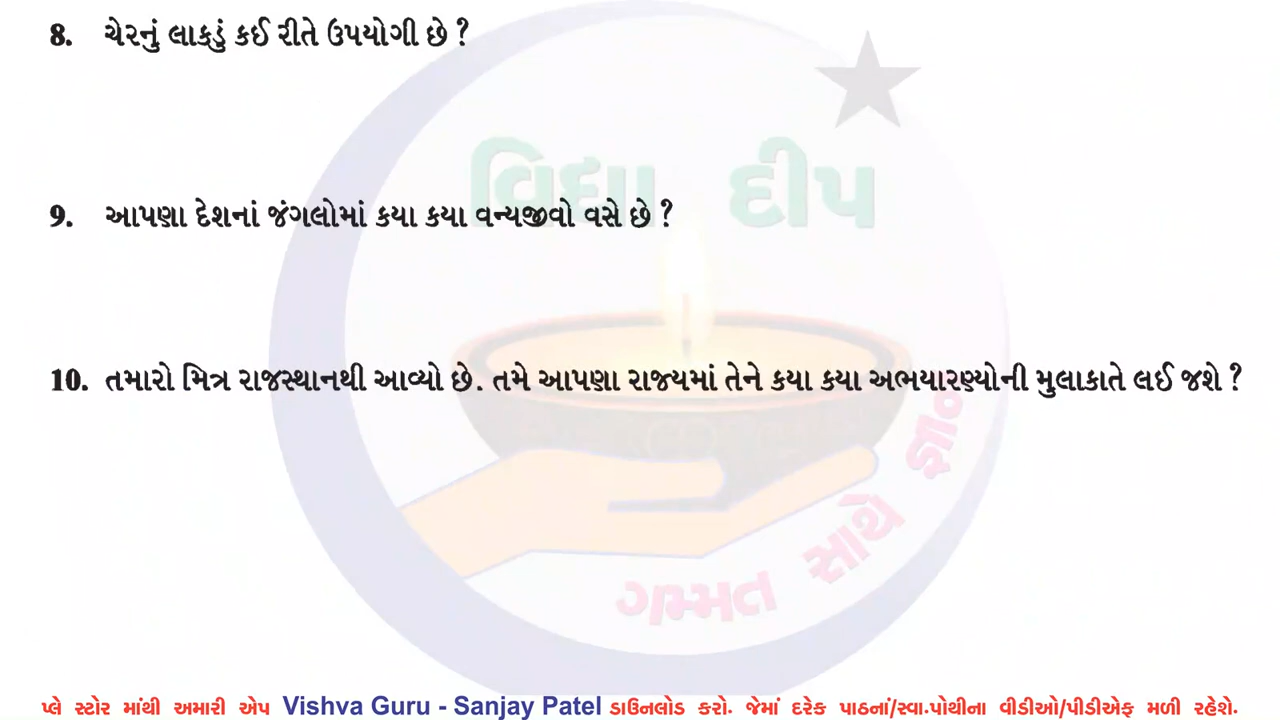 8. ચેરનું લાકડું કઈ રીતે ઉપયોગી છે ?
વિદ્યા દીપ
9. આપણા દેશનાં જંગલોમાં કયા કયા વન્યજીવો વસે છે ?
10. તમારો મિત્ર રાજસ્થાનથી આવ્યો છે. તમે આપણા રાજ્યમાં તેને કયા કયા અભયારણ્યોની મુલાકાતે લઈ જશે ?
ગમ્મત સાથે જ્ઞાન
પ્લે સ્ટોર માંથી અમારી એપ Vishva Guru - Sanjay Patel ડાઉનલોડ કરો. જેમાં દરેક પાઠનાં/સ્વા.પોથીના વીડીઓ/પીડીએફ મળી રહેશે.